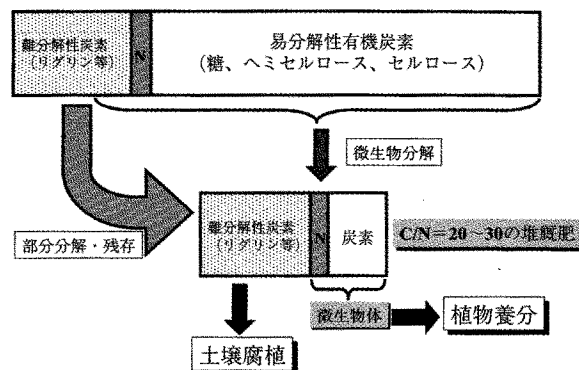 難分解性炭素
(リグリン等)
N
易分解性有機炭素
(糖、ヘミセルロース、セルロース)
微生物分解
部分分解・残存
難分解性炭素
(リグリン等)
N
炭素
C/N=20~30の堆厩肥
微生物体
植物養分
土壌腐植